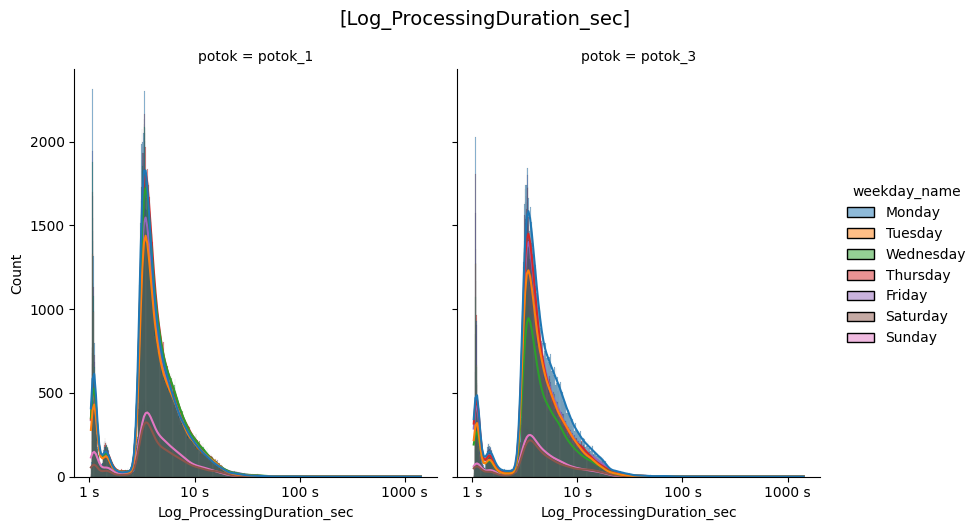 [Log_ProcessingDuration_sec]
potok = potok_1
potok = potok_3
2000
1500
1000
500
0
Count
1 s
10 s
100 s
1000 s
1 s
10 s
100 s
1000 s
Log_ProcessingDuration_sec
Log_ProcessingDuration_sec
weekday_name
Monday
Tuesday
Wednesday
Thursday
Friday
Saturday
Sunday